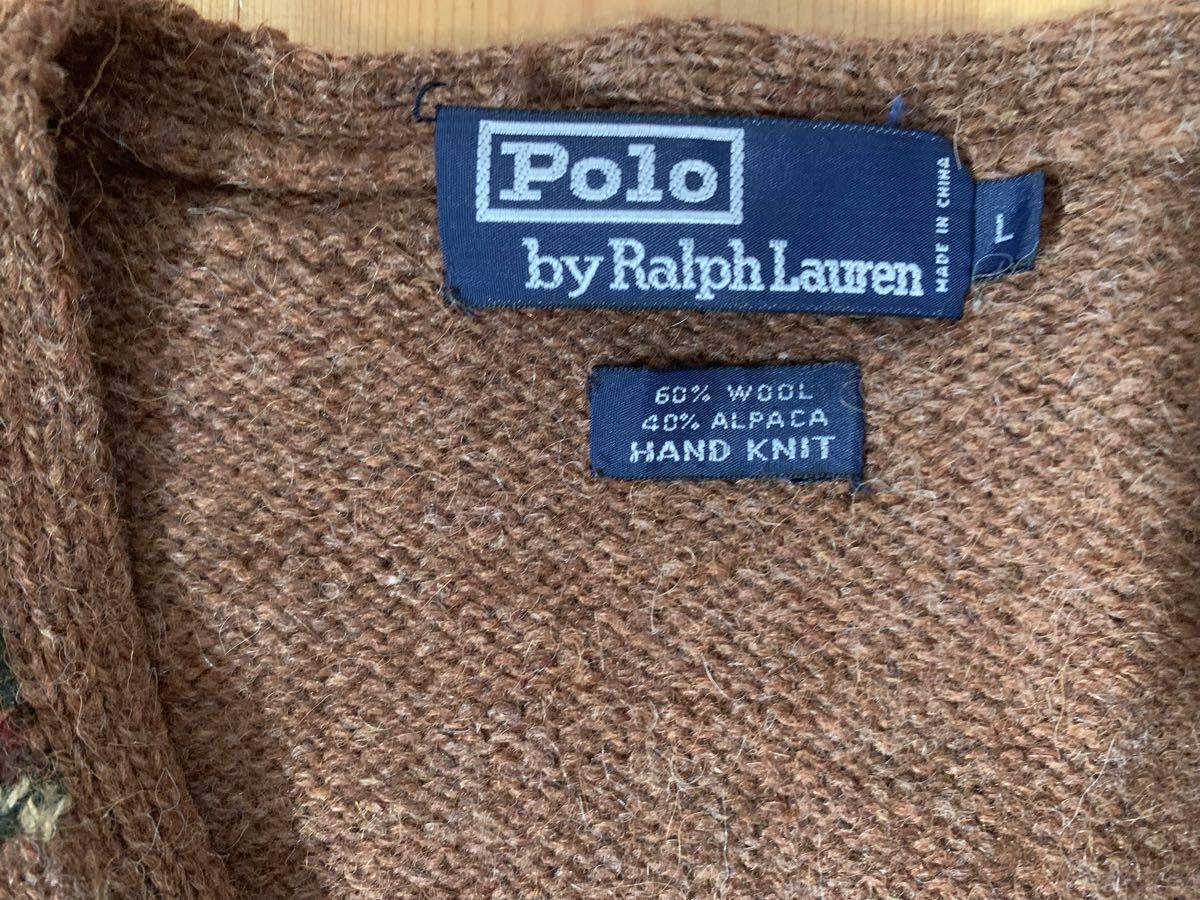 Polo
by Ralph Lauren
MADE IN CHINA
L
60% WOOL
40% ALPACA
HAND KNIT